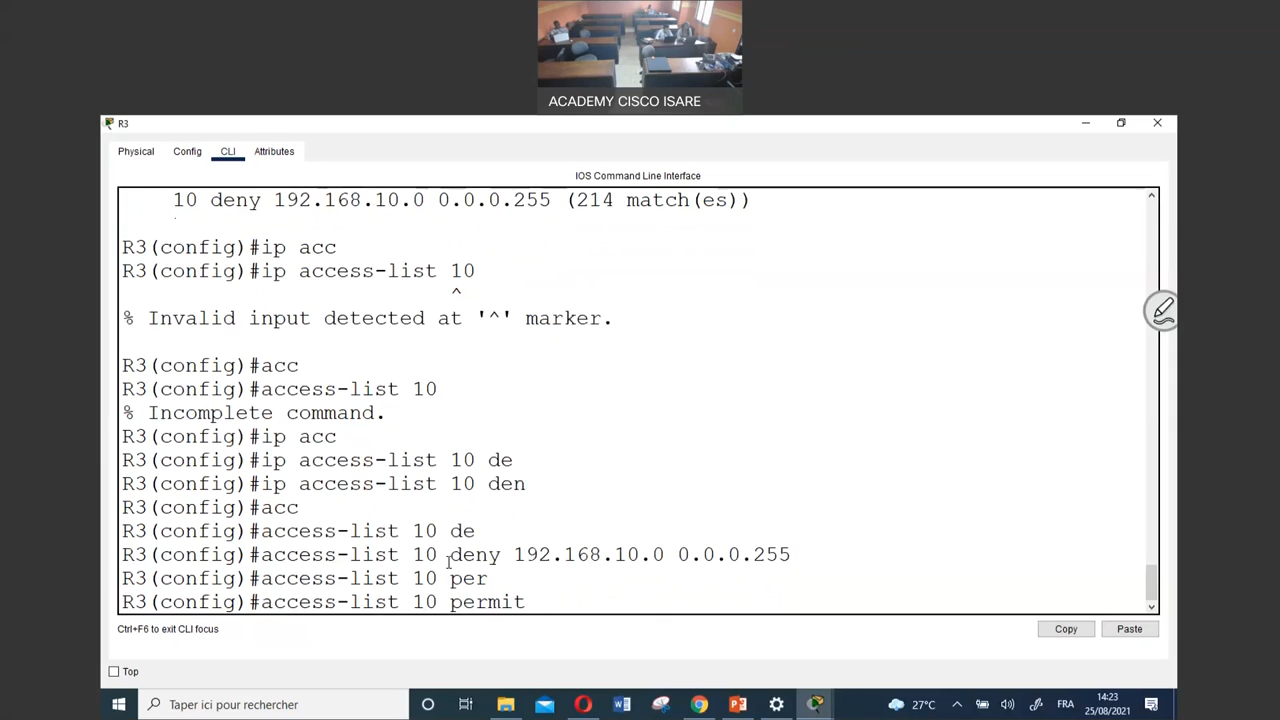 ACADEMY CISCO ISARE
R3
Physical Config CLI Attributes
IOS Command Line Interface
10 deny 192.168.10.0 0.0.0.255 (214 match(es))
R3(config)#ip acc
R3(config)#ip access-list 10
^
% Invalid input detected at '^' marker.
R3(config)#acc
R3(config)#access-list 10
% Incomplete command.
R3(config)#ip acc
R3(config)#ip access-list 10 de
R3(config)#ip access-list 10 den
R3(config)#acc
R3(config)#access-list 10 de
R3(config)#access-list 10 deny 192.168.10.0 0.0.0.255
R3(config)#access-list 10 per
R3(config)#access-list 10 permit
Ctrl+F6 to exit CLI focus
Copy Paste
Top
Taper ici pour rechercher
27°C FRA 14:23
25/08/2021